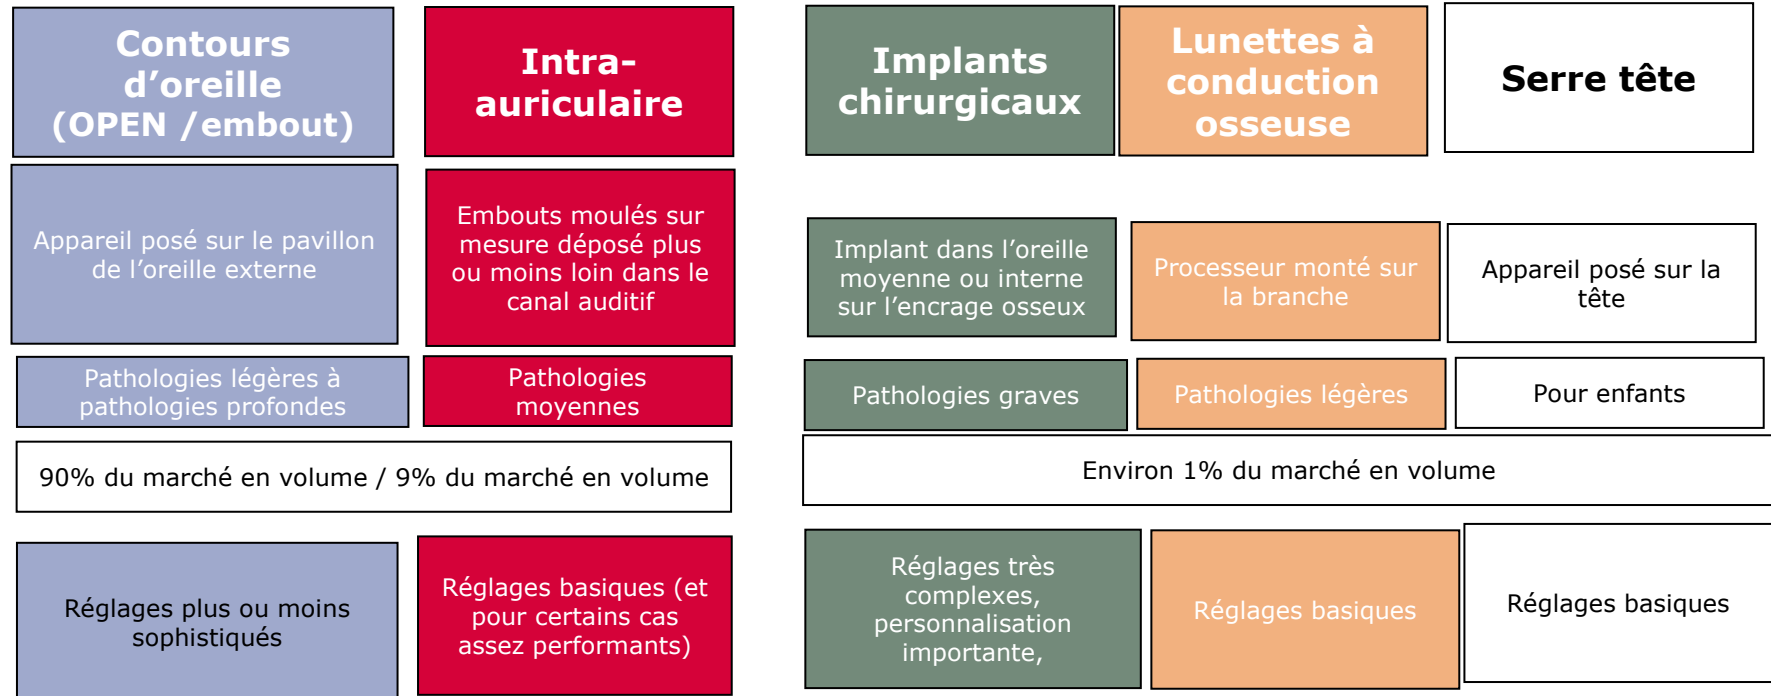 Contours
d’oreille
(OPEN /embout)
Intra-
auriculaire
Implants
chirurgicaux
Lunettes à
conduction
osseuse
Serre tête
Appareil posé sur le pavillon
de l’oreille externe
Embouts moulés sur
mesure déposé plus
ou moins loin dans le
canal auditif
Implant dans l’oreille
moyenne ou interne
sur l’encrage osseux
Processeur monté sur
la branche
Appareil posé sur la
tête
Pathologies légères à
pathologies profondes
Pathologies
moyennes
Pathologies graves
Pathologies légères
Pour enfants
90% du marché en volume / 9% du marché en volume
Environ 1% du marché en volume
Réglages plus ou moins
sophistiqués
Réglages basiques (et
pour certains cas
assez performants)
Réglages très
complexes,
personnalisation
importante,
Réglages basiques
Réglages basiques